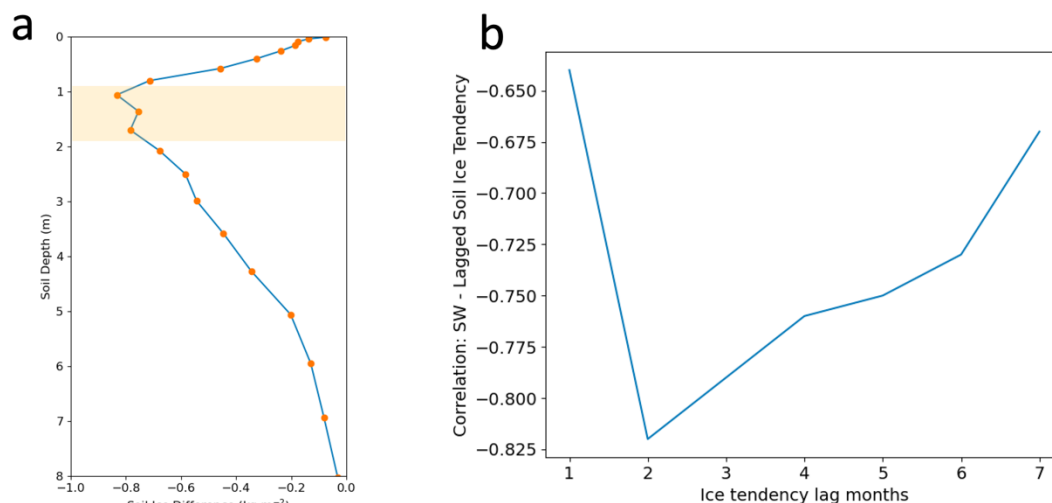 a
0
1
2
3
4
5
6
7
8
Soil Depth (m)
−1.0 −0.8 −0.6 −0.4 −0.2 0.0
b
−0.650
−0.675
−0.700
−0.725
−0.750
−0.775
−0.800
−0.825
Correlation: SW - Lagged Soil Ice Tendency
1 2 3 4 5 6 7
Ice tendency lag months